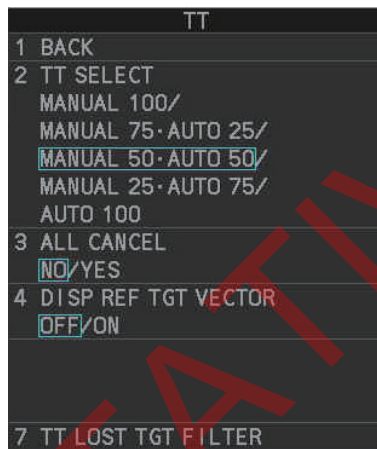 TT
1 BACK
2 TT SELECT
MANUAL 100/
MANUAL 75·AUTO 25/
MANUAL 50·AUTO 50/
MANUAL 25·AUTO 75/
AUTO 100
3 ALL CANCEL
NO/YES
4 DISP REF TGT VECTOR
OFF/ON
7 TT LOST TGT FILTER